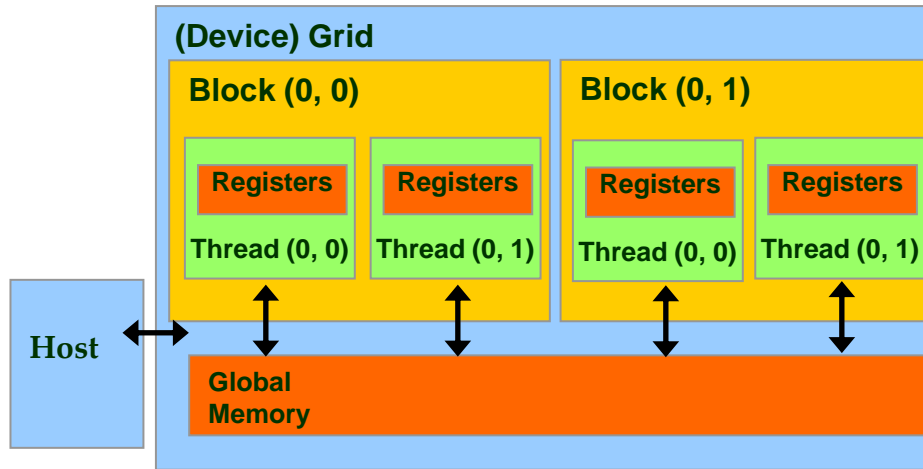 (Device) Grid
Block (0, 0)
Block (0, 1)
Registers
Registers
Registers
Registers
Thread (0, 0)
Thread (0, 1)
Thread (0, 0)
Thread (0, 1)
Host
Global
Memory